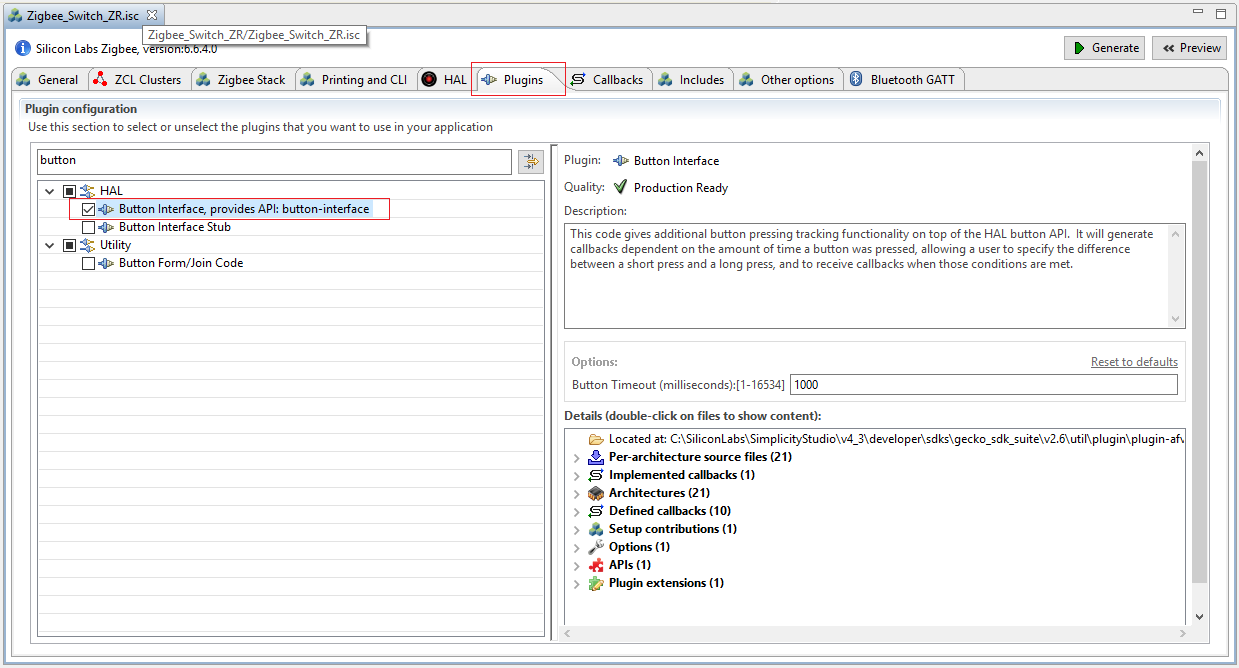 Zigbee_Switch_ZR.isc
Zigbee_Switch_ZR/Zigbee_Switch_ZR.isc
Silicon Labs Zigbee, version:6.6.4.0
Generate
Preview
General
ZCL Clusters
Zigbee Stack
Printing and CLI
HAL
Plugins
Callbacks
Includes
Other options
Bluetooth GATT
Plugin configuration
Use this section to select or unselect the plugins that you want to use in your application
button
HAL
Button Interface, provides API: button-interface
Button Interface Stub
Utility
Button Form/Join Code
Plugin: Button Interface
Quality: Production Ready
Description:
This code gives additional button pressing tracking functionality on top of the HAL button API. It will generate
callbacks dependent on the amount of time a button was pressed, allowing a user to specify the difference
between a short press and a long press, and to receive callbacks when those conditions are met.
Options:
Reset to defaults
Button Timeout (milliseconds):[1-16534] 1000
Details (double-click on files to show content):
Located at: C:\SiliconLabs\SimplicityStudio\v4_3\developer\sdks\gecko_sdk_suite\v2.6\util\plugin\plugin-afv
Per-architecture source files (21)
Implemented callbacks (1)
Architectures (21)
Defined callbacks (10)
Setup contributions (1)
Options (1)
APIs (1)
Plugin extensions (1)